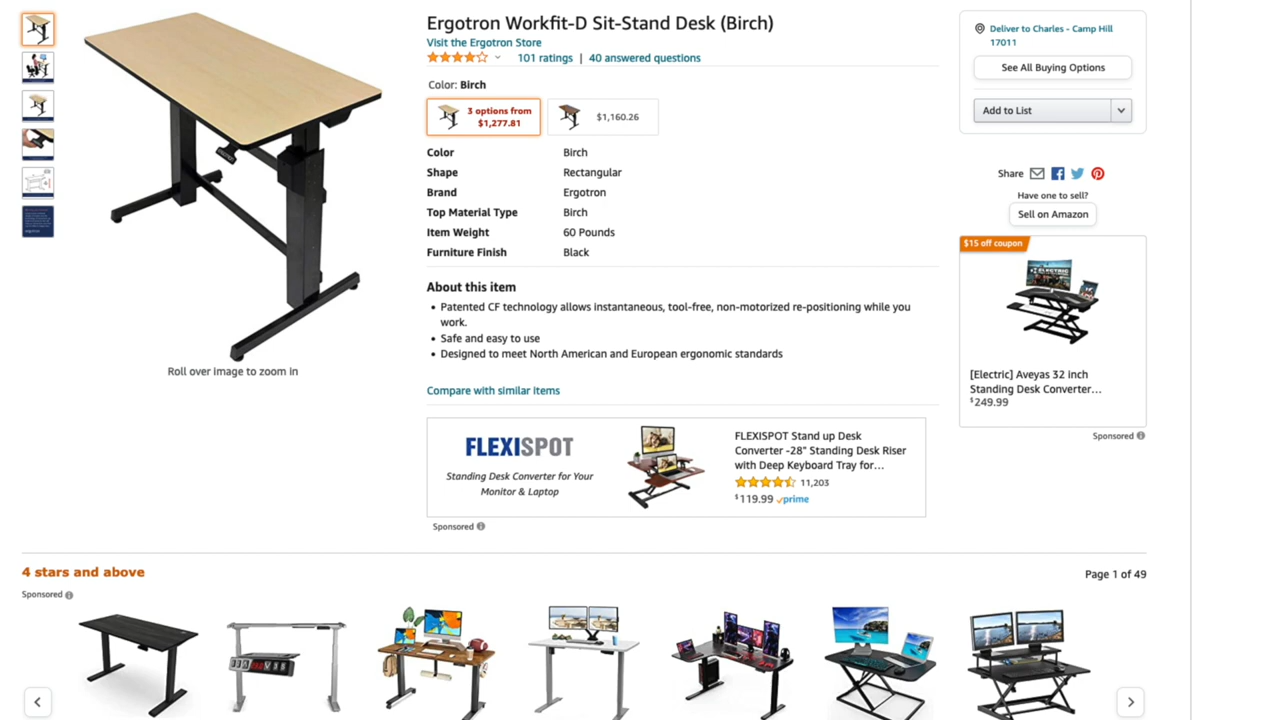 Ergotron Workfit-D Sit-Stand Desk (Birch)
Visit the Ergotron Store
101 ratings | 40 answered questions
Color: Birch
3 options from
$1,277.81
$1,160.26
Color Birch
Shape Rectangular
Brand Ergotron
Top Material Type Birch
Item Weight 60 Pounds
Furniture Finish Black
About this item
• Patented CF technology allows instantaneous, tool-free, non-motorized re-positioning while you
work.
• Safe and easy to use
• Designed to meet North American and European ergonomic standards
Roll over image to zoom in
Compare with similar items
FLEXISPOT
Standing Desk Converter for Your
Monitor & Laptop
FLEXISPOT Stand up Desk
Converter -28" Standing Desk Riser
with Deep Keyboard Tray for...
11,203
$119.99 prime
Sponsored
Deliver to Charles - Camp Hill
17011
See All Buying Options
Add to List
Share
Have one to sell?
Sell on Amazon
$15 off coupon
ELECTRIC
[Electric] Aveyas 32 inch
Standing Desk Converter...
$249.99
Sponsored
4 stars and above
Page 1 of 49
Sponsored